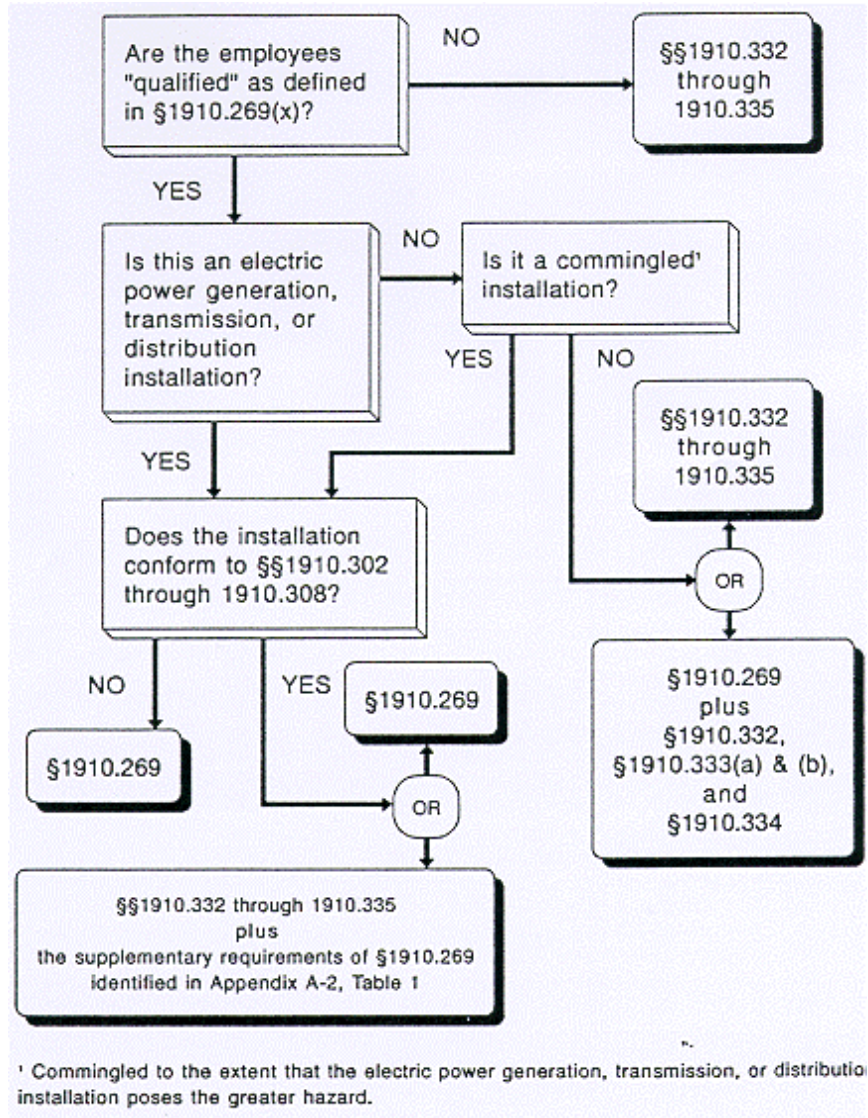 Are the employees
"qualified" as defined
in §1910.269(x)?
NO
§§1910.332
through
1910.335
YES
Is this an electric
power generation,
transmission, or
distribution
installation?
NO
Is it a commingled¹
installation?
YES
NO
§§1910.332
through
1910.335
YES
Does the installation
conform to §§1910.302
through 1910.308?
OR
NO
YES
§1910.269
§1910.269
plus
§1910.332,
§1910.333(a) & (b),
and
§1910.334
§1910.269
OR
§§1910.332 through 1910.335
plus
the supplementary requirements of §1910.269
identified in Appendix A-2, Table 1
¹ Commingled to the extent that the electric power generation, transmission, or distributio
installation poses the greater hazard.